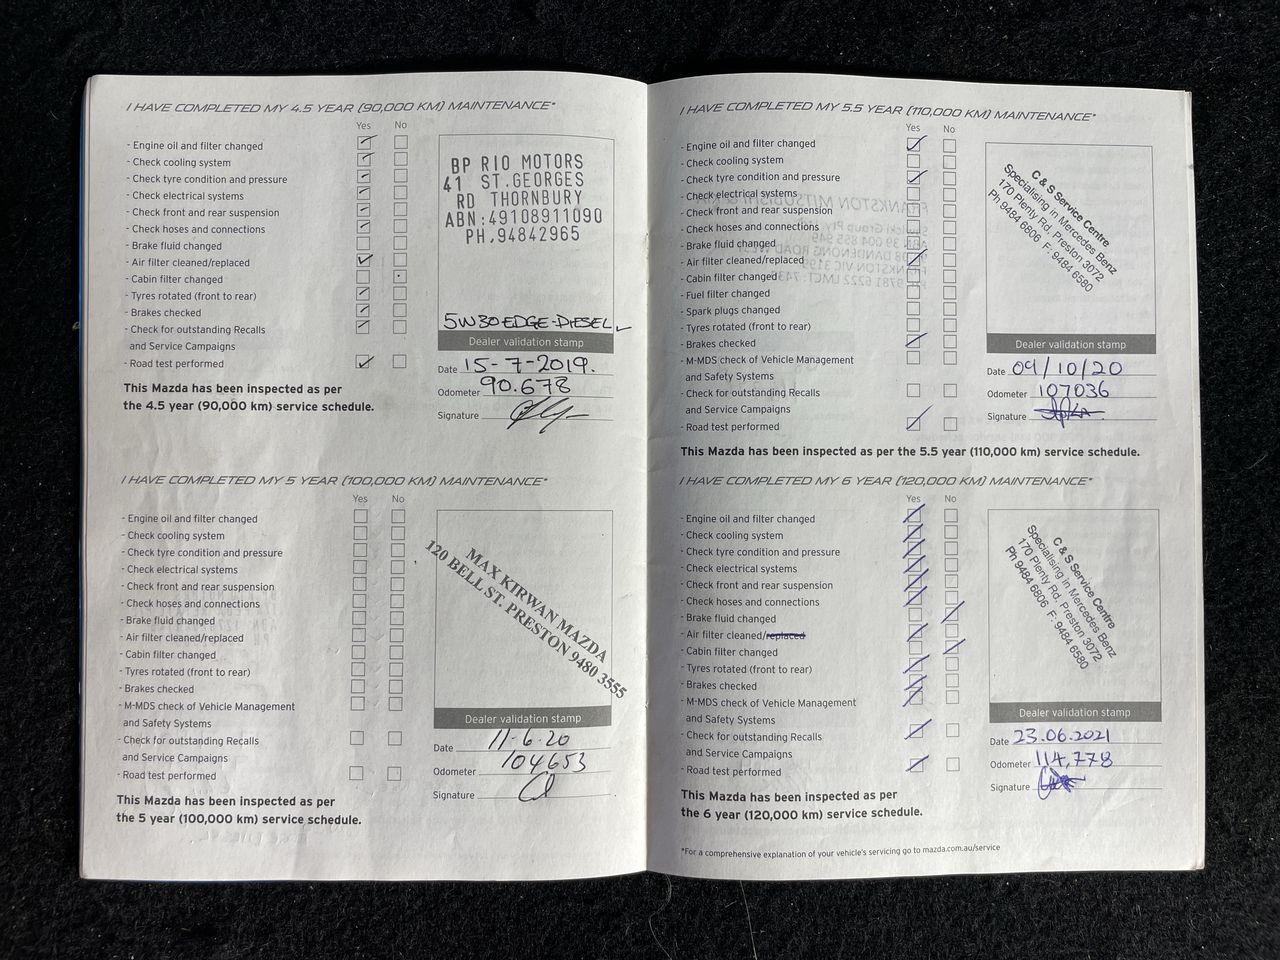 I HAVE COMPLETED MY 4.5 YEAR (90,000 KM) MAINTENANCE*
Yes No
- Engine oil and filter changed
- Check cooling system
- Check tyre condition and pressure
- Check electrical systems
- Check front and rear suspension
- Check hoses and connections
- Brake fluid changed
- Air filter cleaned/replaced
- Cabin filter changed
- Tyres rotated (front to rear)
- Brakes checked
- Check for outstanding Recalls
and Service Campaigns
- Road test performed
This Mazda has been inspected as per
the 4.5 year (90,000 km) service schedule.
BP RIO MOTORS
41 ST.GEORGES
RD THORNBURY
ABN:49108911090
PH.94842965
5W30 EDGE-DIESEL
Dealer validation stamp
Date 15-7-2019.
Odometer 90.678
Signature
I HAVE COMPLETED MY 5 YEAR (100,000 KM) MAINTENANCE*
Yes No
- Engine oil and filter changed
- Check cooling system
- Check tyre condition and pressure
- Check electrical systems
- Check front and rear suspension
- Check hoses and connections
- Brake fluid changed
- Air filter cleaned/replaced
- Cabin filter changed
- Tyres rotated (front to rear)
- Brakes checked
- M-MDS check of Vehicle Management
and Safety Systems
- Check for outstanding Recalls
and Service Campaigns
- Road test performed
This Mazda has been inspected as per
the 5 year (100,000 km) service schedule.
MAX KIRWAN MAZDA
120 BELL ST. PRESTON 9480 3555
Dealer validation stamp
Date 11-6-20
Odometer 104653
Signature
I HAVE COMPLETED MY 5.5 YEAR (110,000 KM) MAINTENANCE*
Yes No
- Engine oil and filter changed
- Check cooling system
- Check tyre condition and pressure
- Check electrical systems
- Check front and rear suspension
- Check hoses and connections
- Brake fluid changed
- Air filter cleaned/replaced
- Cabin filter changed
- Fuel filter changed
- Spark plugs changed
- Tyres rotated (front to rear)
- Brakes checked
- M-MDS check of Vehicle Management
and Safety Systems
- Check for outstanding Recalls
and Service Campaigns
- Road test performed
This Mazda has been inspected as per the 5.5 year (110,000 km) service schedule.
C & S Service Centre
Specialising in Mercedes Benz
170 Plenty Rd, Preston 3072
Ph 9484 6806 F: 9484 6580
Dealer validation stamp
Date 09/10/20
Odometer 107036
Signature
I HAVE COMPLETED MY 6 YEAR (120,000 KM) MAINTENANCE*
Yes No
- Engine oil and filter changed
- Check cooling system
- Check tyre condition and pressure
- Check electrical systems
- Check front and rear suspension
- Check hoses and connections
- Brake fluid changed
- Air filter cleaned/replaced
- Cabin filter changed
- Tyres rotated (front to rear)
- Brakes checked
- M-MDS check of Vehicle Management
and Safety Systems
- Check for outstanding Recalls
and Service Campaigns
- Road test performed
This Mazda has been inspected as per
the 6 year (120,000 km) service schedule.
C & S Service Centre
Specialising in Mercedes Benz
170 Plenty Rd, Preston 3072
Ph 9484 6806 F: 9484 6580
Dealer validation stamp
Date 23.06.2021
Odometer 114,778
Signature
*For a comprehensive explanation of your vehicle's servicing go to mazda.com.au/service